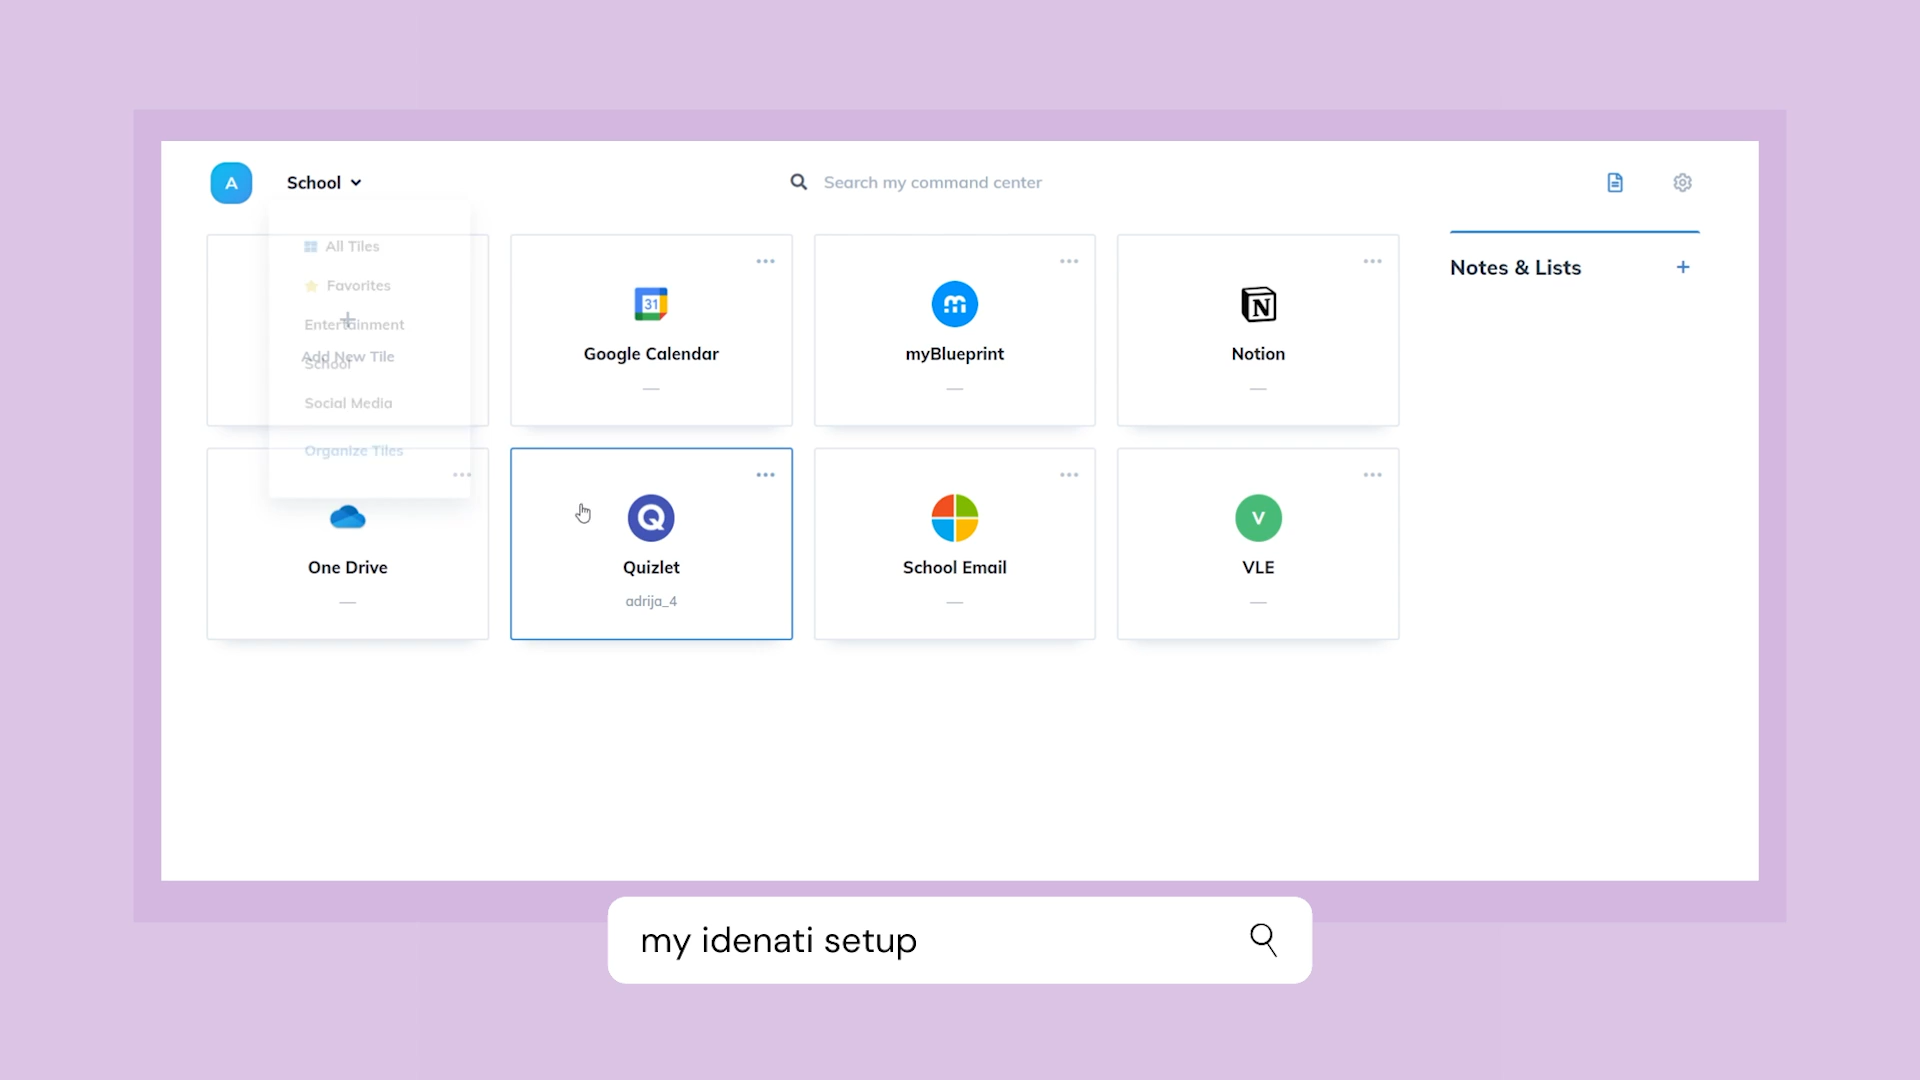 A
School
Search my command center
All Tiles
Favorites
Entertainment
Add New Tile
School
Social Media
Organize Tiles
31
Google Calendar
m
myBlueprint
N
Notion
Notes & Lists
One Drive
Q
Quizlet
adrija_4
School Email
V
VLE
my idenati setup